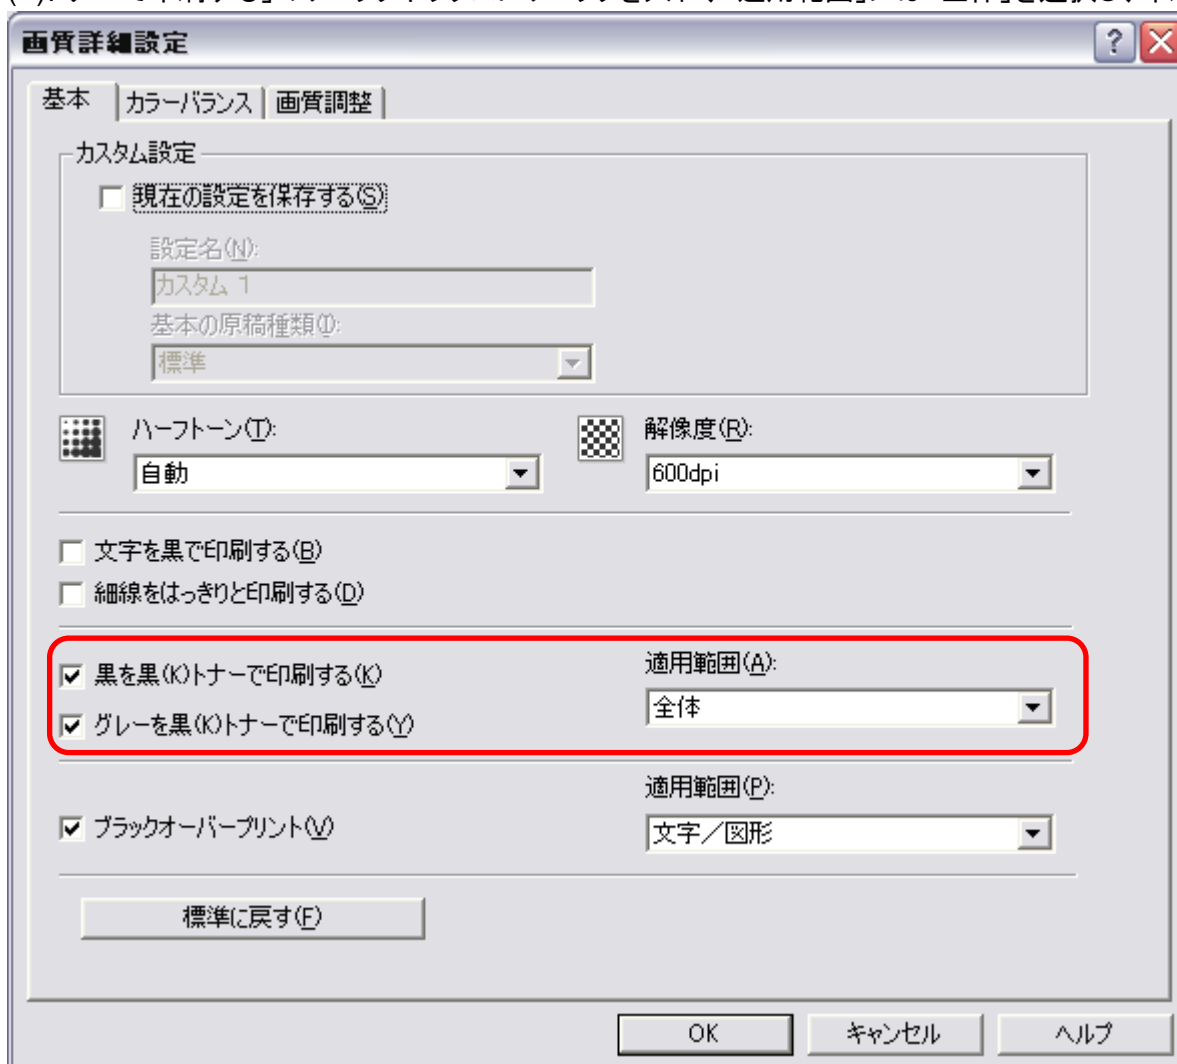 画質詳細設定
基本 カラーバランス 画質調整
カスタム設定
現在の設定を保存する(S)
設定名(N):
カスタム 1
基本の原稿種類(I):
標準
ハーフトーン(T): 解像度(R):
自動 600dpi
文字を黒で印刷する(B)
細線をはっきりと印刷する(D)
黒を黒(K)トナーで印刷する(K) 適用範囲(A):
グレーを黒(K)トナーで印刷する(Y) 全体
適用範囲(P):
ブラックオーバープリント(V) 文字／図形
標準に戻す(F)
OK キャンセル ヘルプ